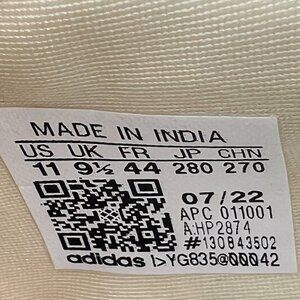 MADE IN INDIA
US UK FR JP CHN
11 9½ 44 280 270
07/22
APC 011001
A:HP2874
#130843502
adidas YG835@00042